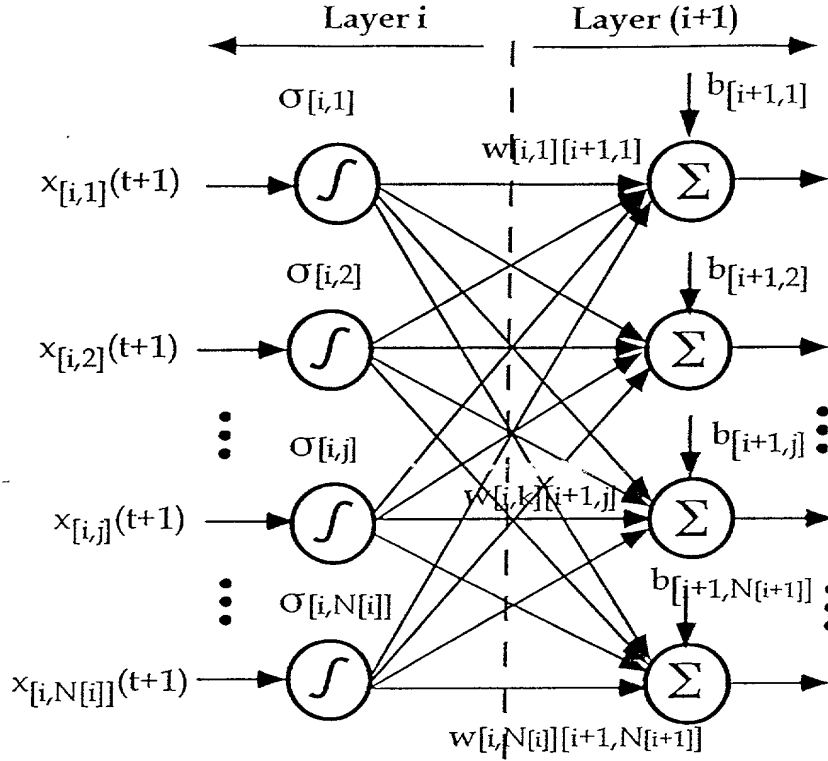 Layer i Layer (i+1)
σ[i,1] b[i+1,1]
w[i,1][i+1,1]
x[i,1](t+1) ∫ Σ
σ[i,2] b[i+1,2]
x[i,2](t+1) ∫ Σ
σ[i,j] b[i+1,j]
w[i,k][i+1,j]
x[i,j](t+1) ∫ Σ
σ[i,N[i]] b[i+1,N[i+1]]
x[i,N[i]](t+1) ∫ Σ
w[i,N[i]][i+1,N[i+1]]